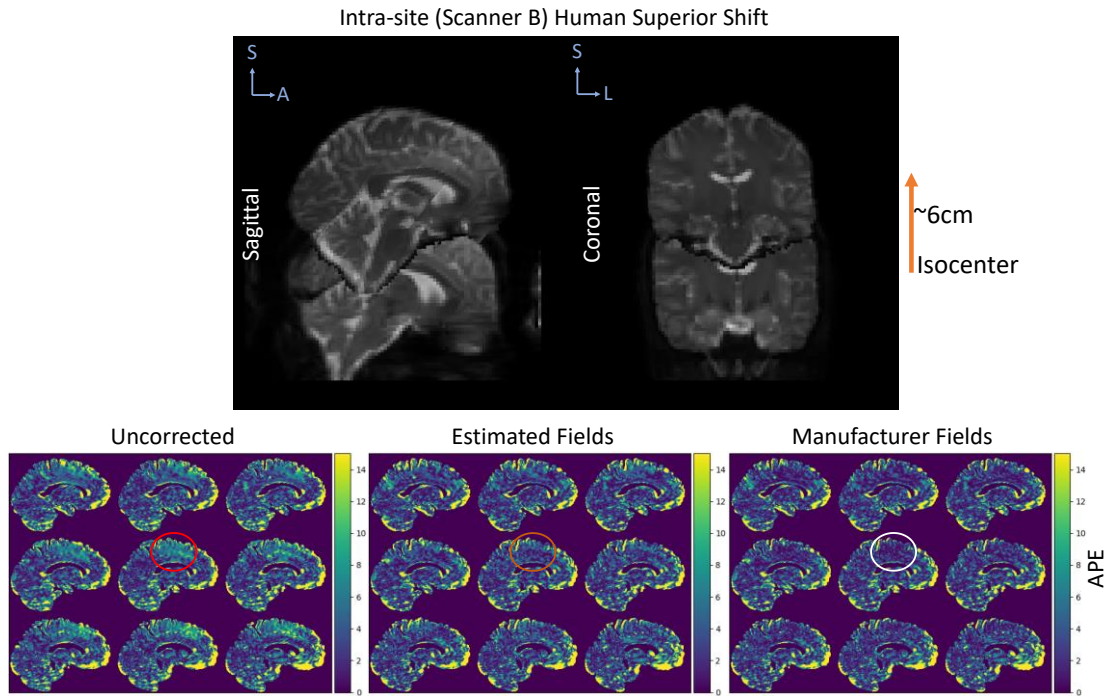 Intra-site (Scanner B) Human Superior Shift
S
A
S
L
Sagittal
Coronal
~6cm
Isocenter
Uncorrected
Estimated Fields
Manufacturer Fields
14
12
10
8
6
4
2
0
14
12
10
8
6
4
2
0
14
12
10
8
6
4
2
0
APE